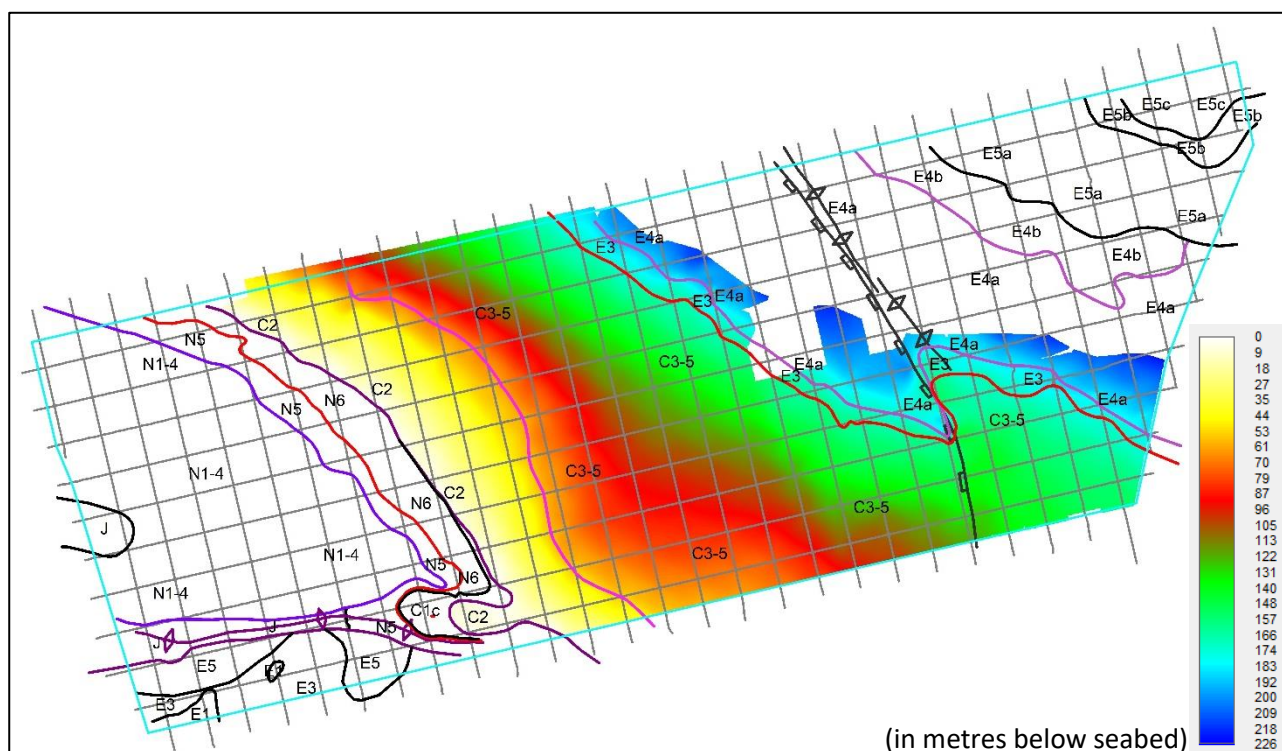 E5c E5c
E5b E5b
E5b
E5a
E4b
E5a
E5a
E4b
E4b
E4a
E4a
E4a
E4a
E3
E4a
E3
E4a
E4a
E3
E4a
E3
E3
E4a
E4a
C3-5
C3-5
C3-5
C3-5
C3-5
C3-5
C2
C2
C2
C2
N5
N1-4
N6
N5
N1-4
N6
N1-4
N5
N6
N1-4
C1c
J
J
J
N5
E5
E5
E3
E3
E1
0
9
18
27
35
44
53
61
70
79
87
96
105
113
122
131
139
148
157
166
174
183
192
200
209
218
226
(in metres below seabed)